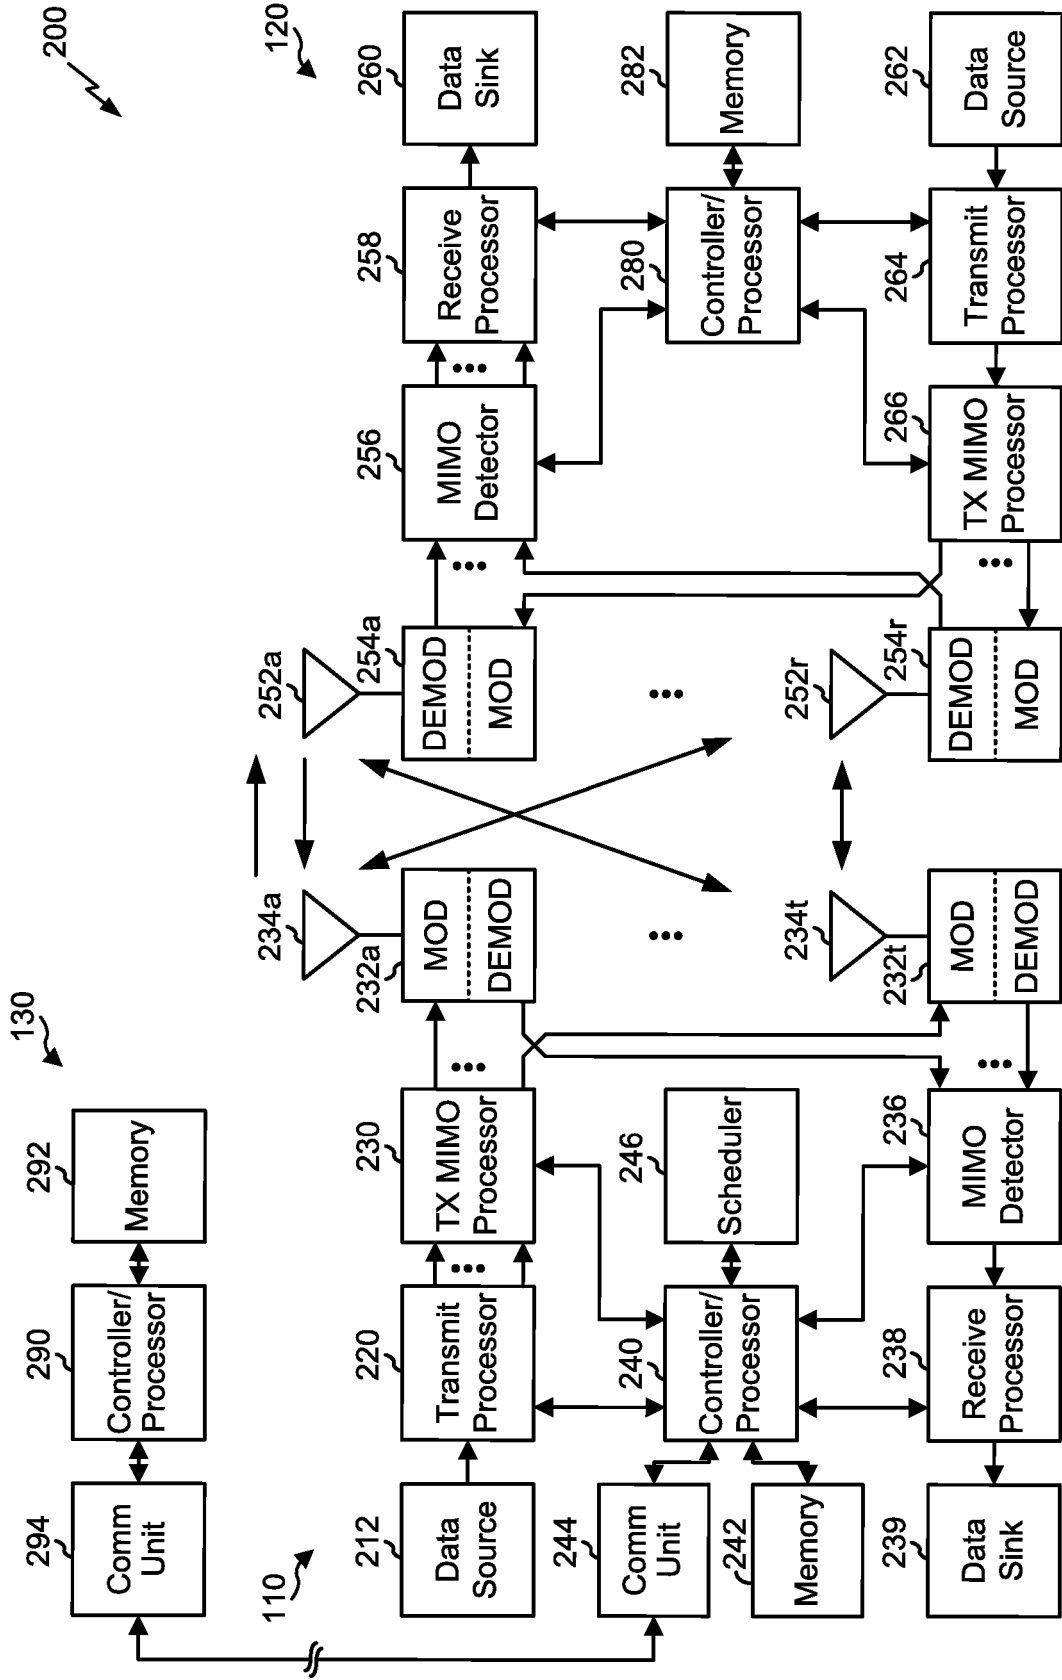 200
130
292
Memory
290
Controller/
Processor
294
Comm
Unit
110
120
212
Data
Source
220
Transmit
Processor
230
TX MIMO
Processor
232a
MOD
DEMOD
234a
252a
254a
DEMOD
MOD
256
MIMO
Detector
258
Receive
Processor
260
Data
Sink
244
Comm
Unit
242
Memory
240
Controller/
Processor
246
Scheduler
280
Controller/
Processor
282
Memory
239
Data
Sink
238
Receive
Processor
236
MIMO
Detector
232t
MOD
DEMOD
234t
252r
254r
DEMOD
MOD
266
TX MIMO
Processor
264
Transmit
Processor
262
Data
Source